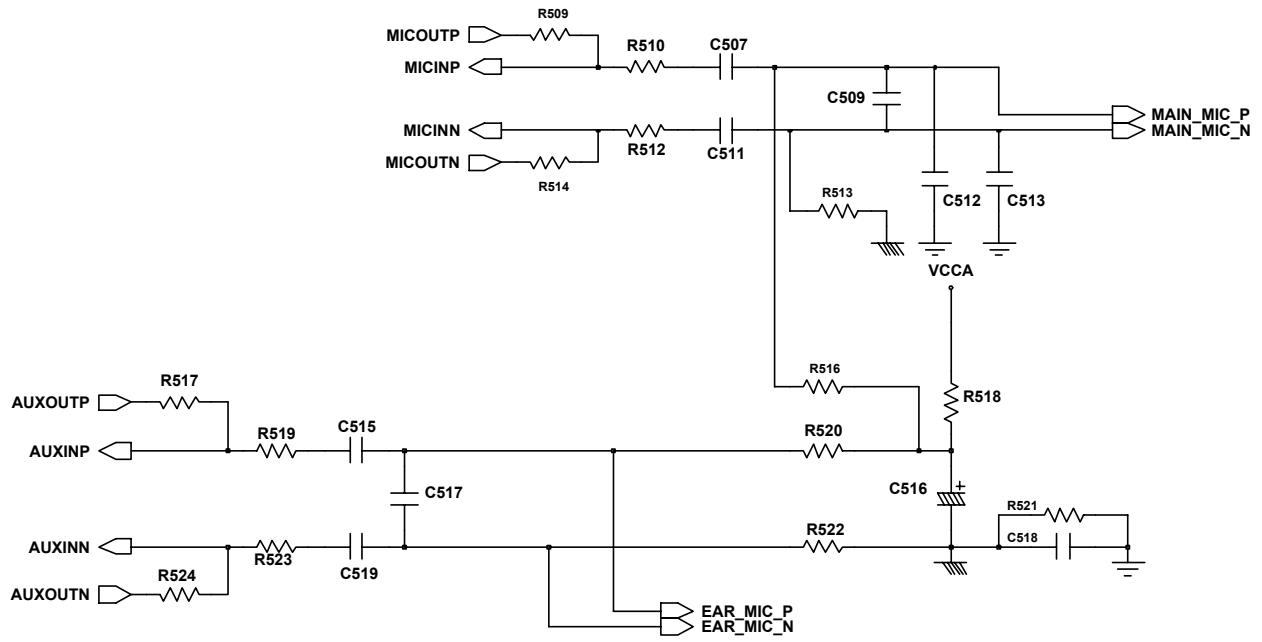 R509
MICOUTP
R510
C507
MICINP
C509
MAIN_MIC_P
MICINN
MAIN_MIC_N
R512
C511
MICOUTN
R514
R513
C512
C513
VCCA
R516
R517
R518
AUXOUTP
C515
R519
R520
AUXINP
C517
C516
+
R521
R522
C518
AUXINN
R523
C519
R524
AUXOUTN
EAR_MIC_P
EAR_MIC_N